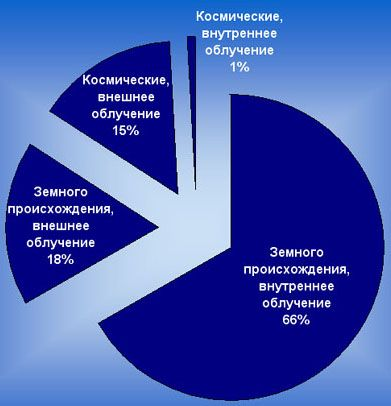 Космические,
внутреннее
облучение
1%
Космические,
внешнее
облучение
15%
Земного
происхождения,
внешнее
облучение
18%
Земного
происхождения,
внутреннее
облучение
66%